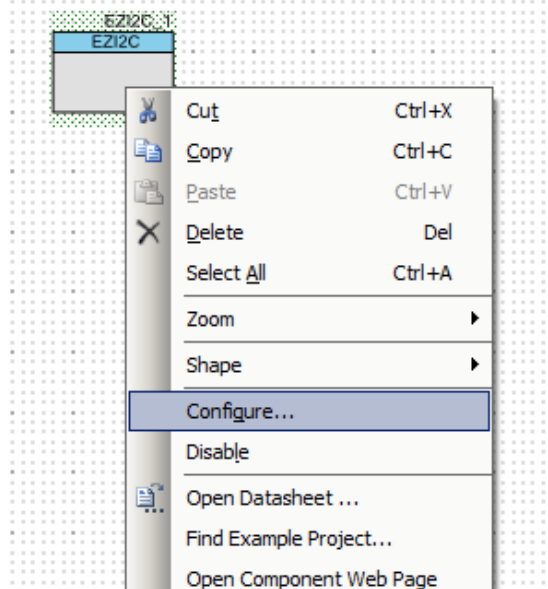 EZI2C_1
EZI2C
Cut Ctrl+X
Copy Ctrl+C
Paste Ctrl+V
Delete Del
Select All Ctrl+A
Zoom
Shape
Configure...
Disable
Open Datasheet ...
Find Example Project...
Open Component Web Page